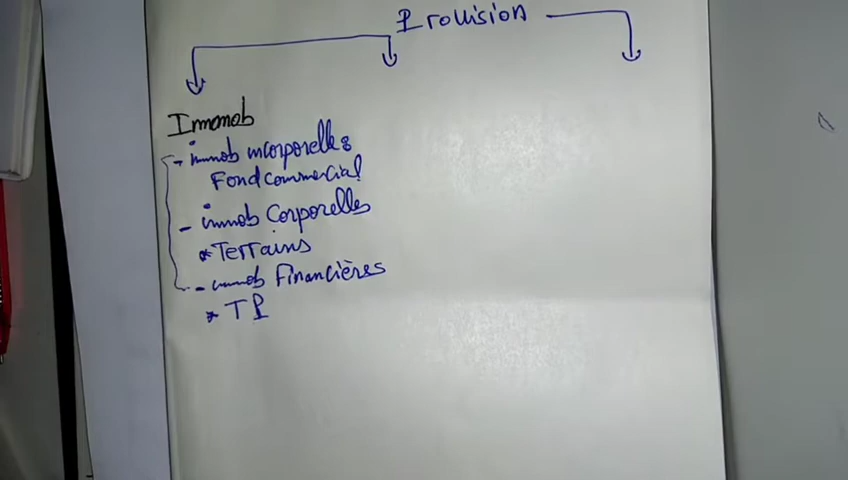 Provision
Immob
- immob incorporelles
Fond commercial
- immob Corporelles
* Terrains
- immob Financières
* TP